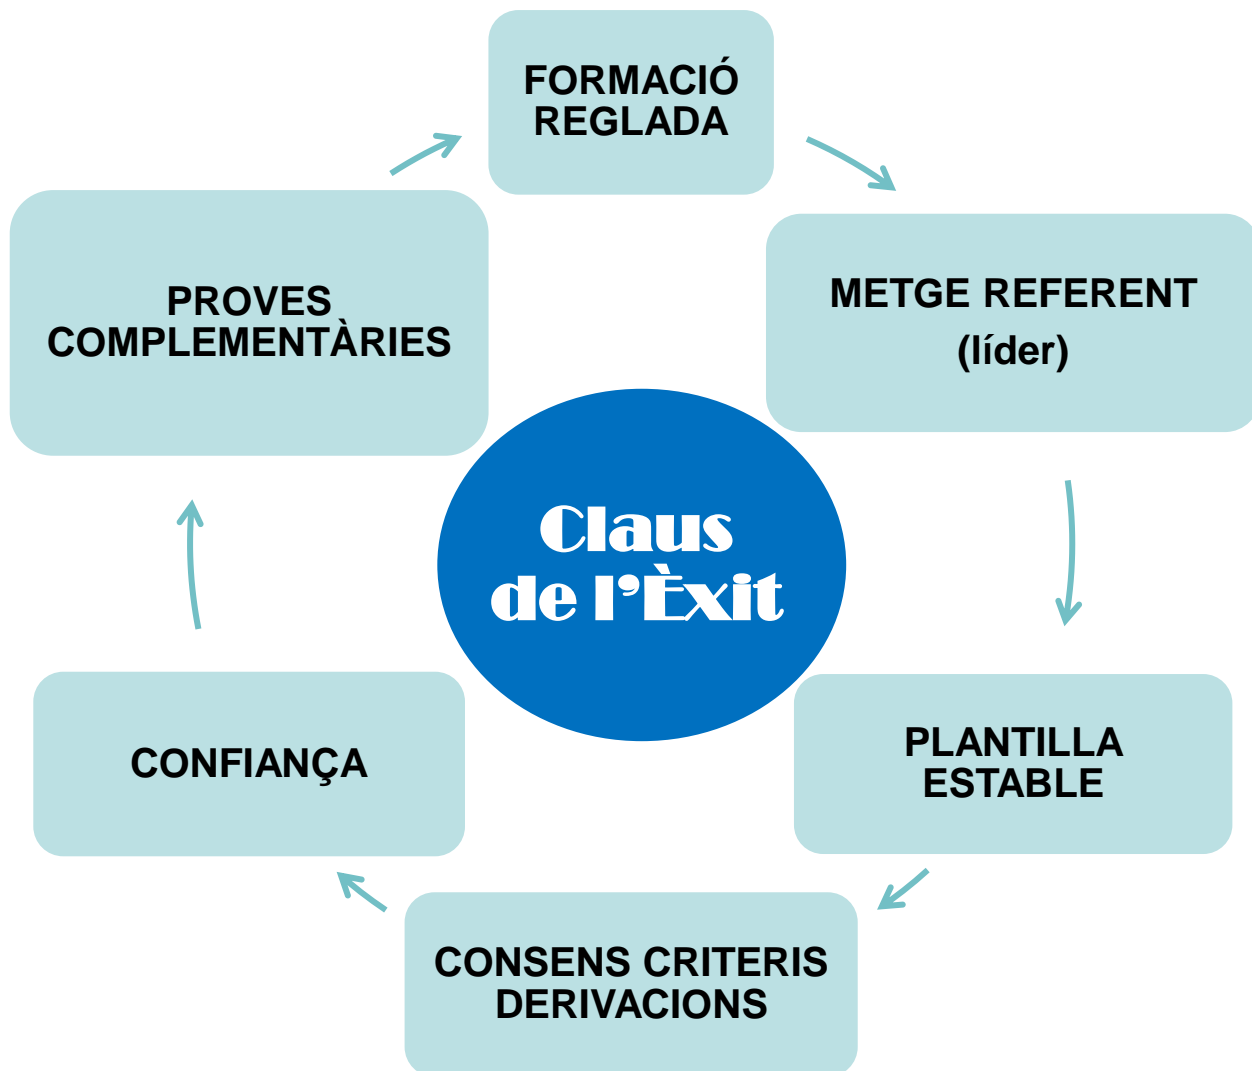 FORMACIÓ
REGLADA
METGE REFERENT
(líder)
PLANTILLA
ESTABLE
CONSENS CRITERIS
DERIVACIONS
CONFIANÇA
PROVES
COMPLEMENTÀRIES
Claus
de l’Èxit